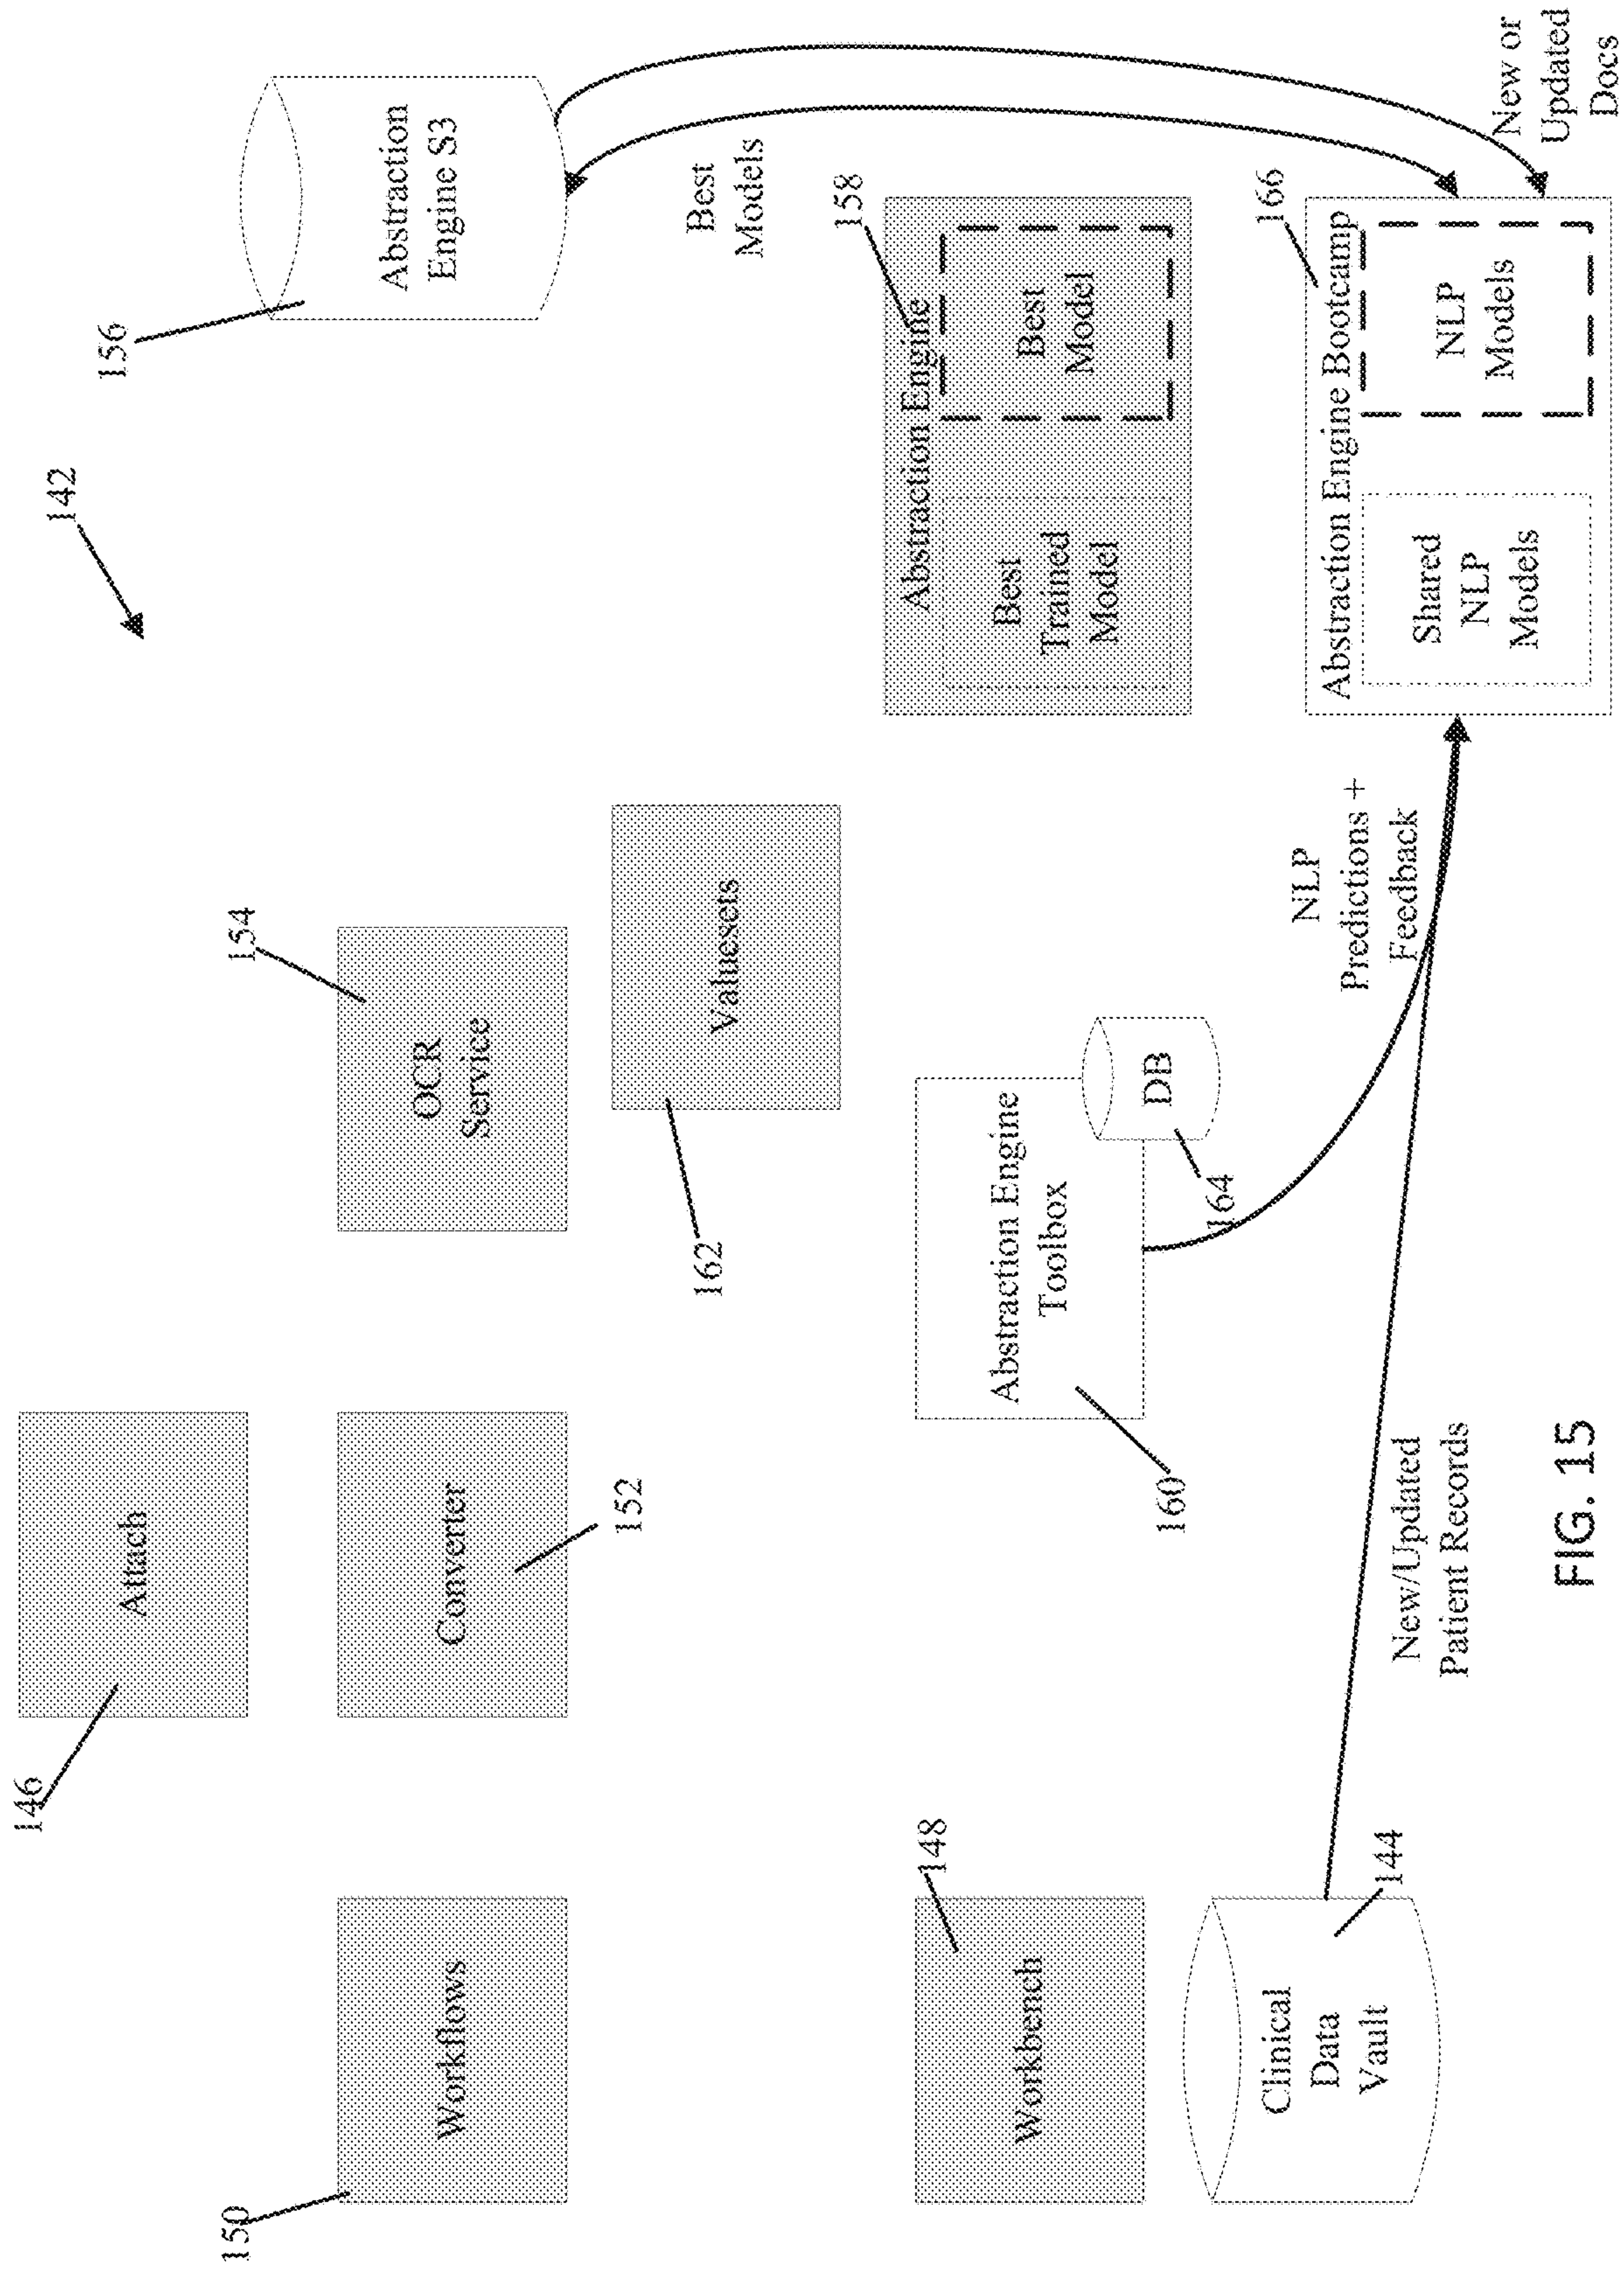 142
146
Attach
156
Abstraction
Engine S3
150
Workflows
Converter
152
154
OCR
Service
162
Valuesets
Best
Models
158
Abstraction Engine
Best
Trained
Model
Best
Model
148
Workbench
Abstraction Engine
Toolbox
160
DB
164
Clinical
Data
Vault
144
New/Updated
Patient Records
NLP
Predictions +
Feedback
166
Abstraction Engine Bootcamp
Shared
NLP
Models
NLP
Models
New or
Updated
Docs
FIG. 15